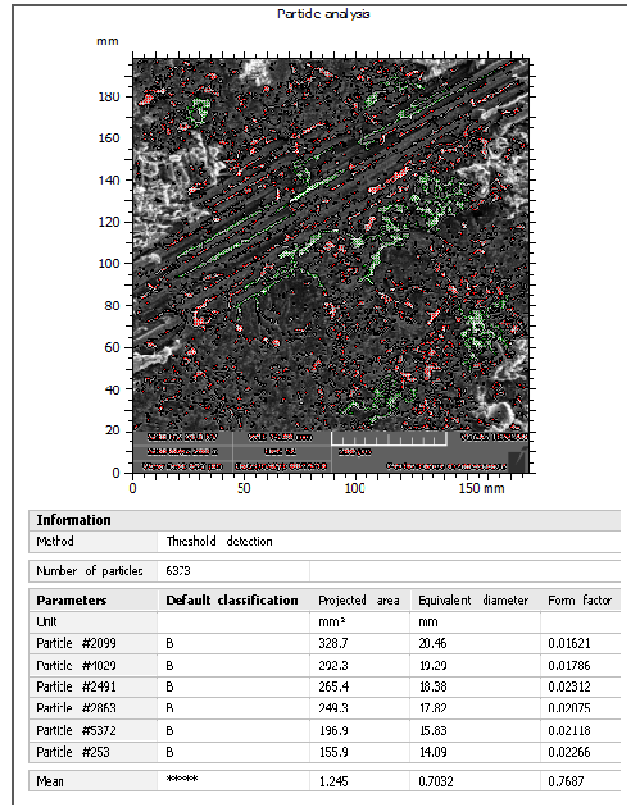 Particle analysis
mm
180
160
140
120
100
80
60
40
20
0
0 50 100 150 mm
Information
Method Threshold detection
Number of particles 6373
Parameters Default classification Projected area Equivalent diameter Form factor
Unit mm² mm
Particle #2099 B 328.7 20.46 0.01621
Particle #4029 B 292.3 19.29 0.01786
Particle #2491 B 265.4 18.38 0.02312
Particle #2863 B 249.3 17.82 0.02075
Particle #5372 B 196.9 15.83 0.02118
Particle #253 B 155.9 14.09 0.02266
Mean ***** 1.245 0.7032 0.7687